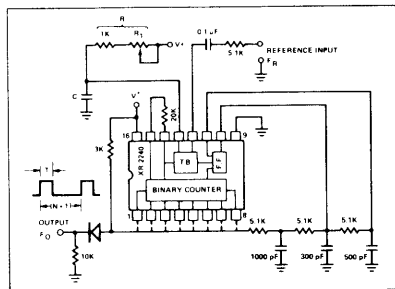 R
1K
R1
V+
0.1 µF
5.1K
REFERENCE INPUT
FR
C
V+
20K
16
9
3K
XR 2240
TB
F.F
T
(N + 1) T
BINARY COUNTER
1
8
OUTPUT
FO
10K
5.1K
5.1K
5.1K
1000 pF
300 pF
500 pF